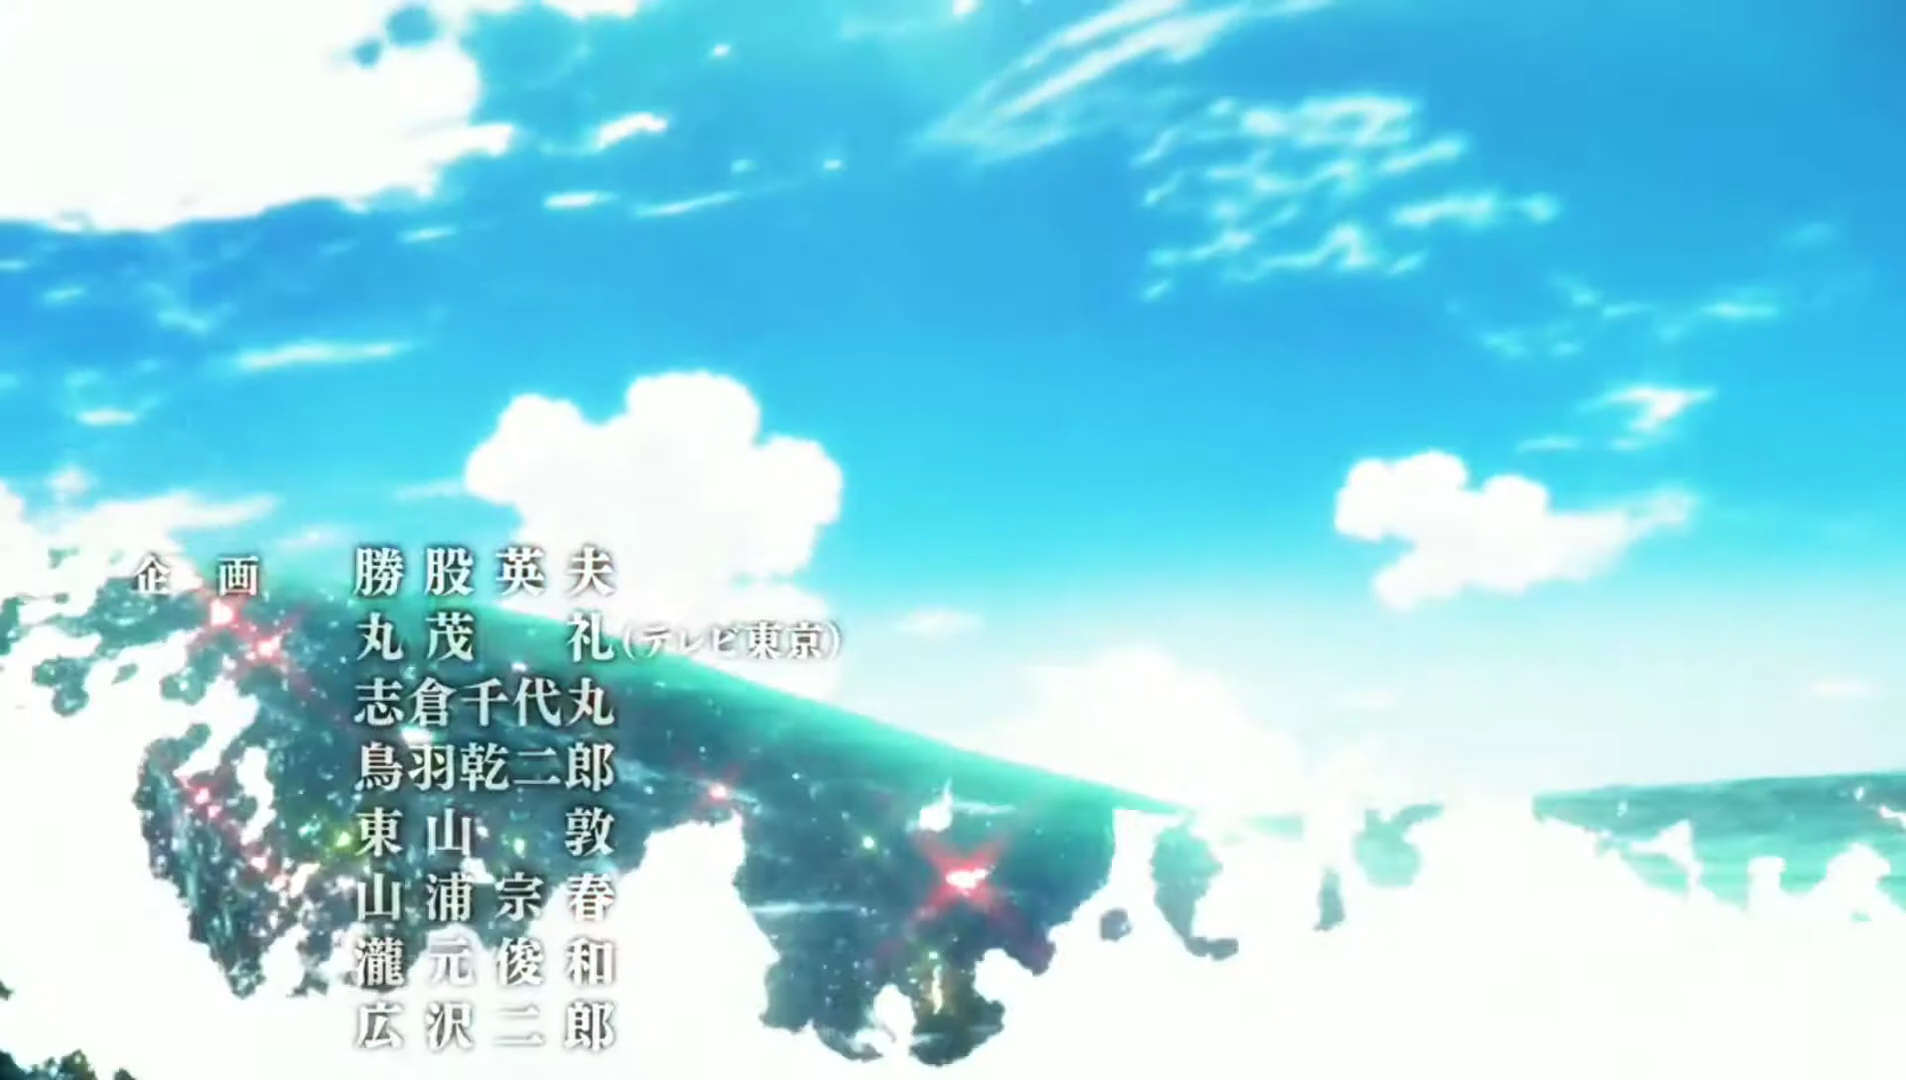 企画 勝股英夫
丸茂礼(テレビ東京)
志倉千代丸
鳥羽乾二郎
東山敦
山浦宗春
瀧元俊和
広沢二郎